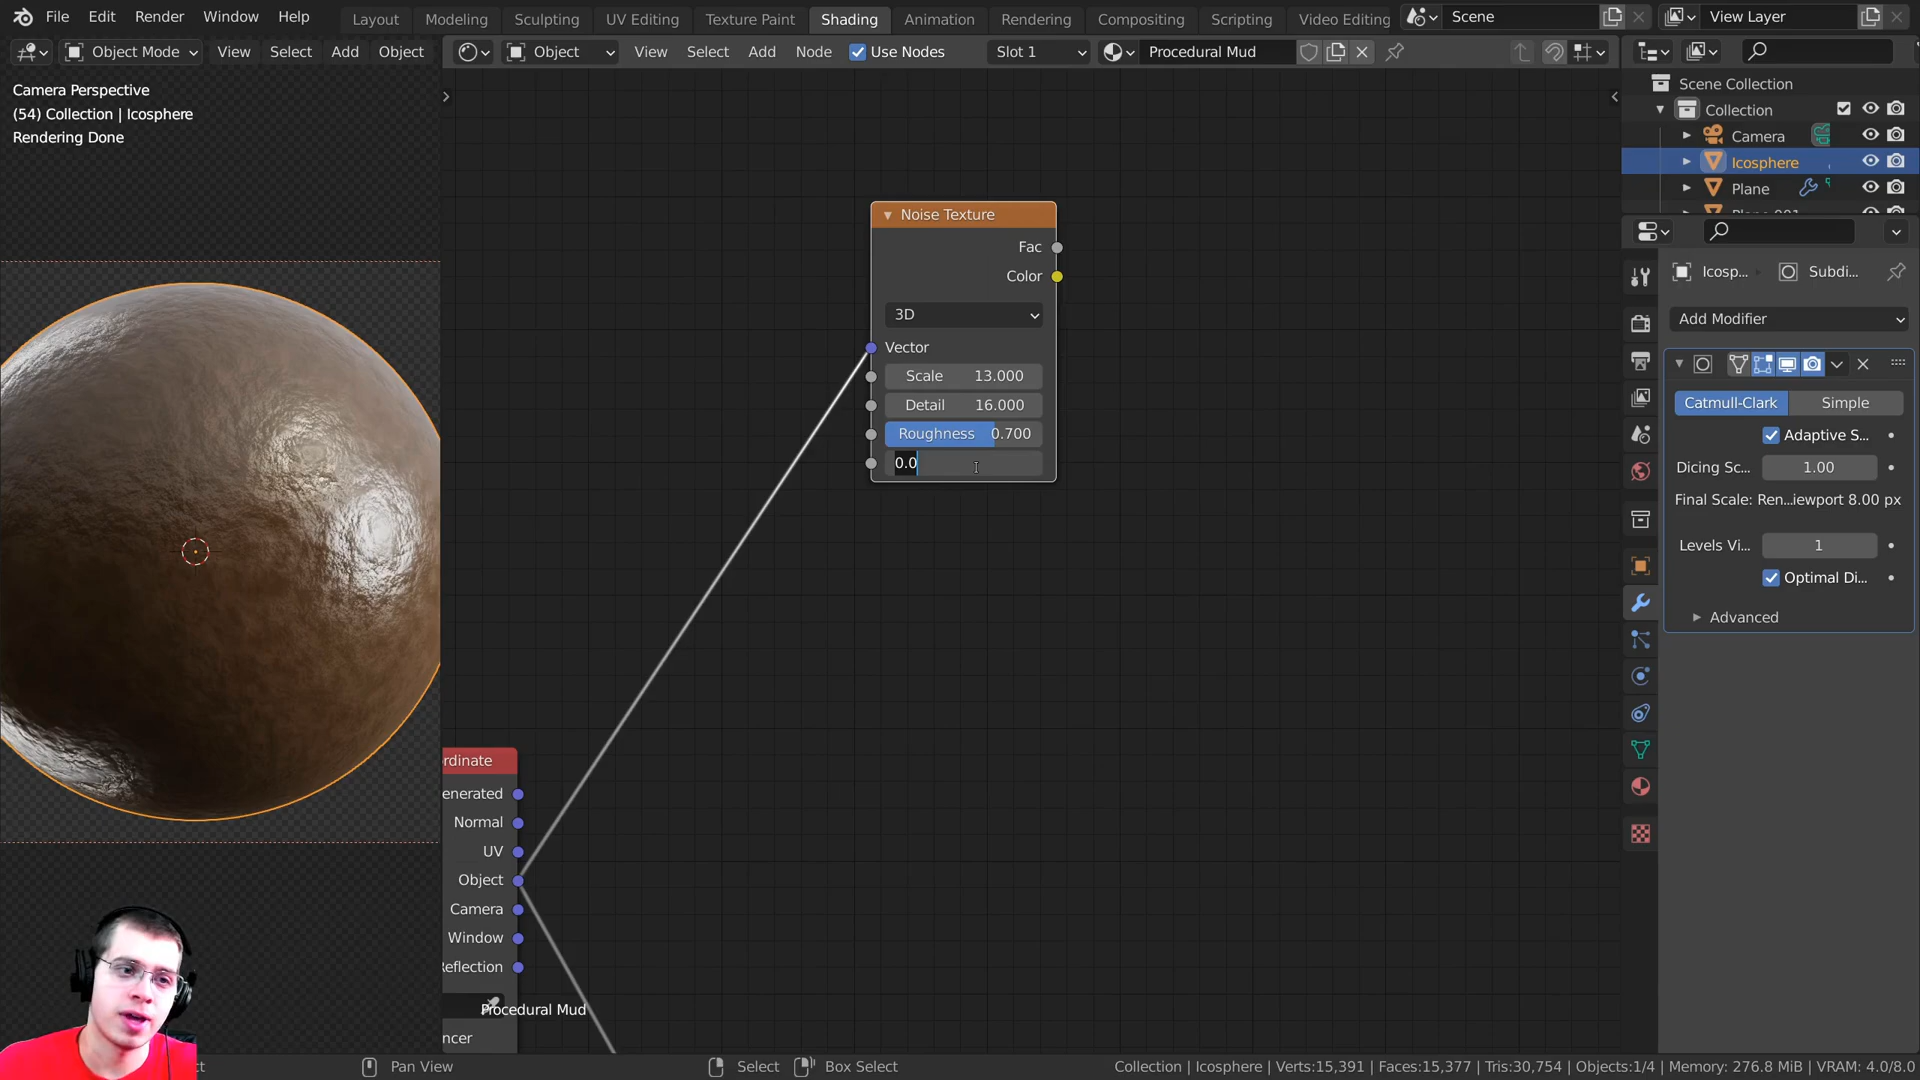 File Edit Render Window Help Layout Modeling Sculpting UV Editing Texture Paint Shading Animation Rendering Compositing Scripting Video Editing Scene View Layer
Object Mode View Select Add Object
Object View Select Add Node Use Nodes Slot 1 Procedural Mud
Camera Perspective
(54) Collection | Icosphere
Rendering Done
Noise Texture
Fac
Color
3D
Vector
Scale 13.000
Detail 16.000
Roughness 0.700
0.0
rdinate
enerated
Normal
UV
Object
Camera
Window
Reflection
Procedural Mud
ncer
Scene Collection
Collection
Camera
Icosphere
Plane
Plane.001
Icosp... Subdi...
Add Modifier
Catmull-Clark Simple
Adaptive S...
Dicing Sc... 1.00
Final Scale: Ren...iewport 8.00 px
Levels Vi... 1
Optimal Di...
Advanced
ct Pan View Select Box Select Collection | Icosphere | Verts:15,391 | Faces:15,377 | Tris:30,754 | Objects:1/4 | Memory: 276.8 MiB | VRAM: 4.0/8.0